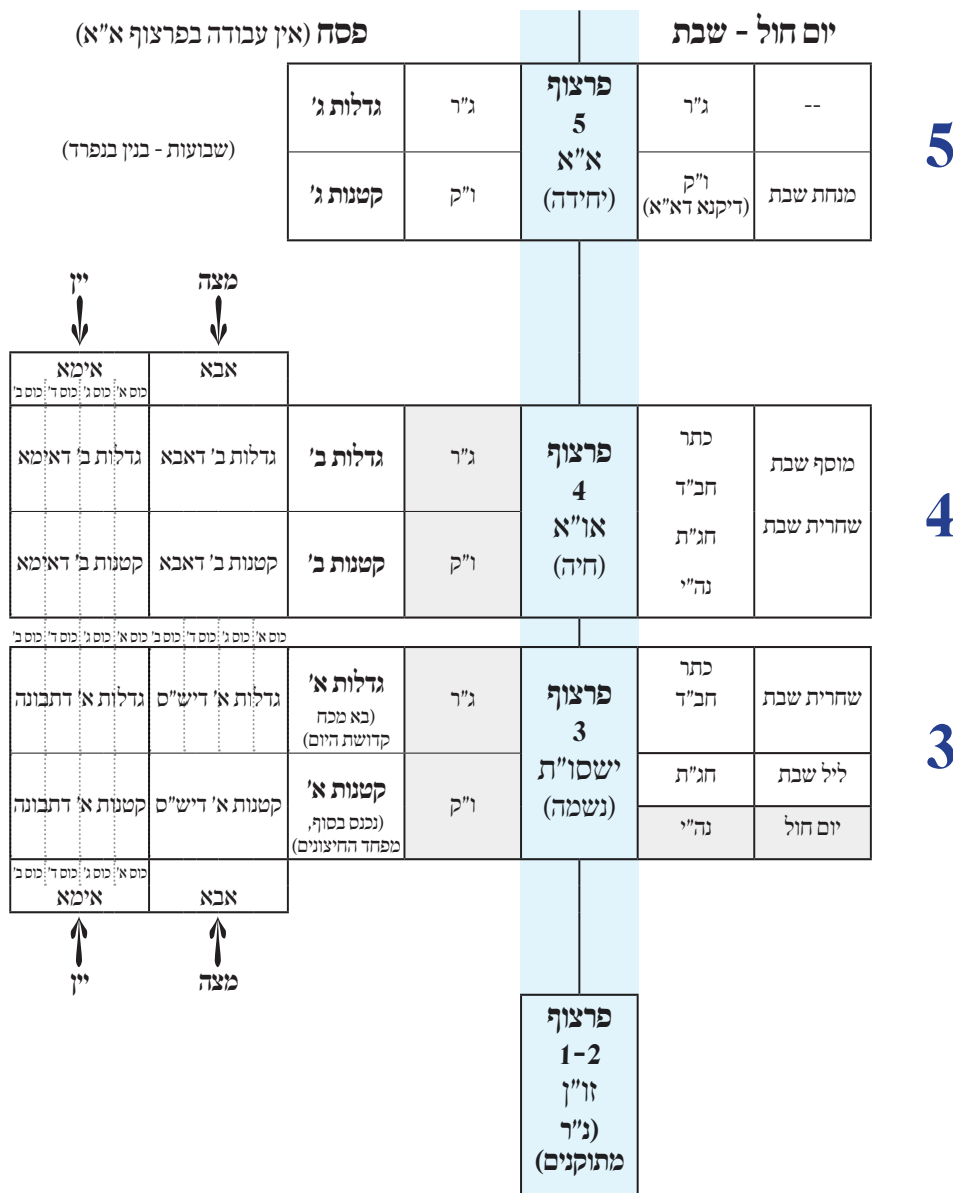 יום חול - שבת
פסח (אין עבודה בפרצוף א"א)
5
--
ג"ר
פרצוף
5
א"א
(יחידה)
ג"ר
גדלות ג'
מנחת שבת
ו"ק
(דיקנא דא"א)
ו"ק
קטנות ג'
(שבועות - בנין בנפרד)
מצה
יין
אבא
אימא
כוס א' כוס ג' כוס ד' כוס ב'
4
מוסף שבת
שחרית שבת
כתר
חב"ד
חג"ת
נה"י
פרצוף
4
או"א
(חיה)
ג"ר
גדלות ב'
גדלות ב' דאבא
גדלות ב' דאימא
ו"ק
קטנות ב'
קטנות ב' דאבא
קטנות ב' דאימא
כוס א' כוס ג' כוס ד' כוס ב' כוס א' כוס ג' כוס ד' כוס ב'
3
שחרית שבת
כתר
חב"ד
ליל שבת
חג"ת
יום חול
נה"י
פרצוף
3
ישסו"ת
(נשמה)
ג"ר
גדלות א'
(בא מכח
קדושת היום)
גדלות א' דיש"ס
גדלות א' דתבונה
ו"ק
קטנות א'
(נכנס בסוף,
מפחד החיצונים)
קטנות א' דיש"ס
קטנות א' דתבונה
כוס א' כוס ג' כוס ד' כוס ב'
אבא
אימא
מצה
יין
פרצוף
1-2
זו"ן
(נ"ר
מתוקנים)